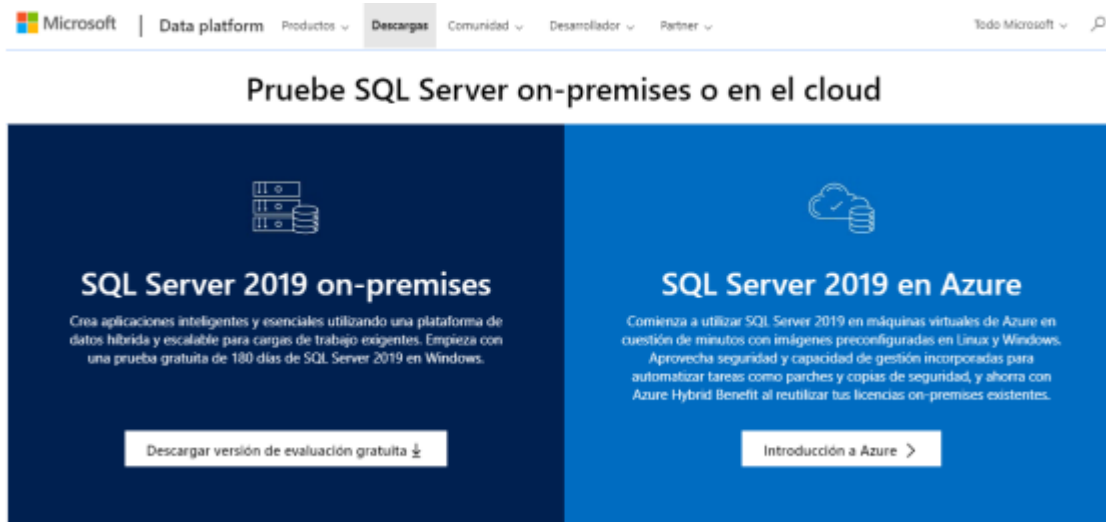 Microsoft | Data platform Productos Descargas Comunidad Desarrollador Partner Todo Microsoft
Pruebe SQL Server on-premises o en el cloud
SQL Server 2019 on-premises
Crea aplicaciones inteligentes y esenciales utilizando una plataforma de
datos híbrida y escalable para cargas de trabajo exigentes. Empieza con
una prueba gratuita de 180 días de SQL Server 2019 en Windows.
Descargar versión de evaluación gratuita
SQL Server 2019 en Azure
Comienza a utilizar SQL Server 2019 en máquinas virtuales de Azure en
cuestión de minutos con imágenes preconfiguradas en Linux y Windows.
Aprovecha seguridad y capacidad de gestión incorporadas para
automatizar tareas como parches y copias de seguridad, y ahorra con
Azure Hybrid Benefit al reutilizar tus licencias on-premises existentes.
Introducción a Azure